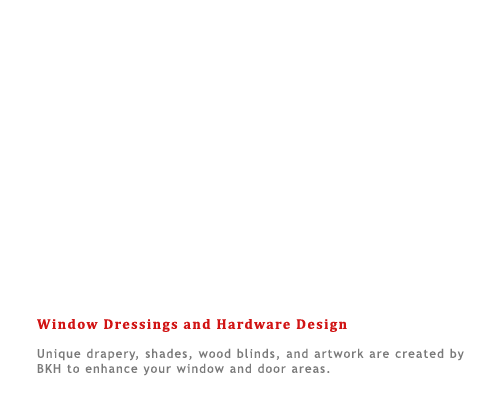 Window Dressings and Hardware Design
Unique drapery, shades, wood blinds, and artwork are created by
BKH to enhance your window and door areas.